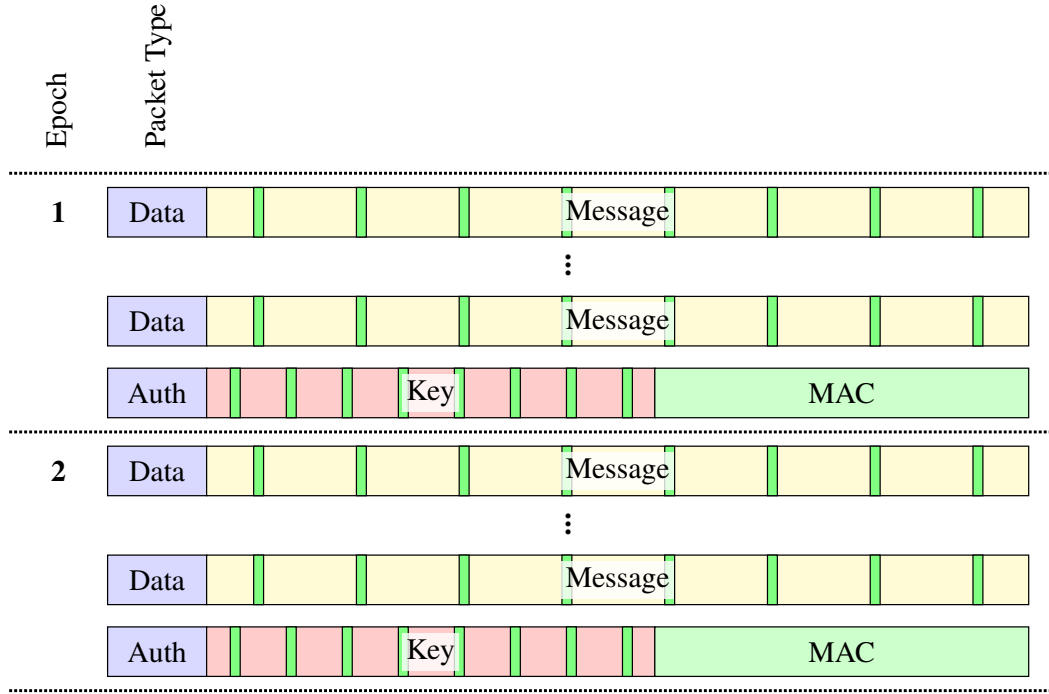 Epoch
Packet Type
1
Data
Message
⋮
Data
Message
Auth
Key
MAC
2
Data
Message
⋮
Data
Message
Auth
Key
MAC